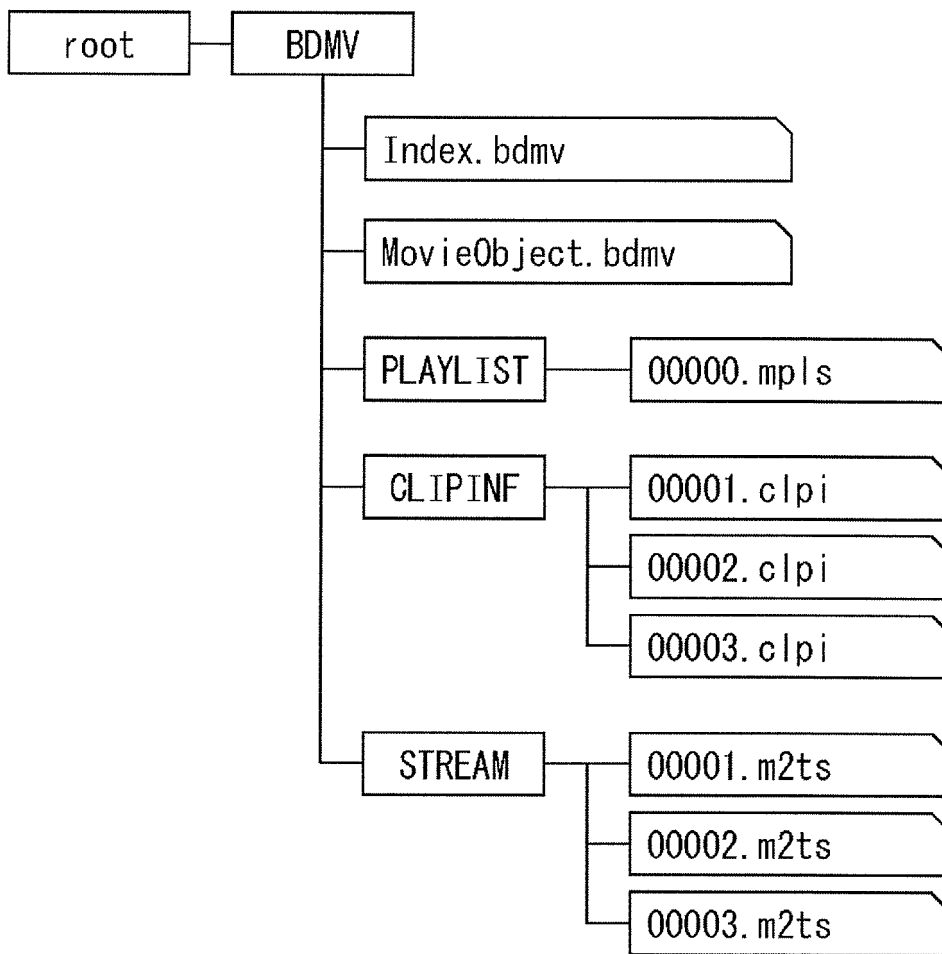 root
BDMV
Index.bdmv
MovieObject.bdmv
PLAYLIST
00000.mpls
CLIPINF
00001.clpi
00002.clpi
00003.clpi
STREAM
00001.m2ts
00002.m2ts
00003.m2ts